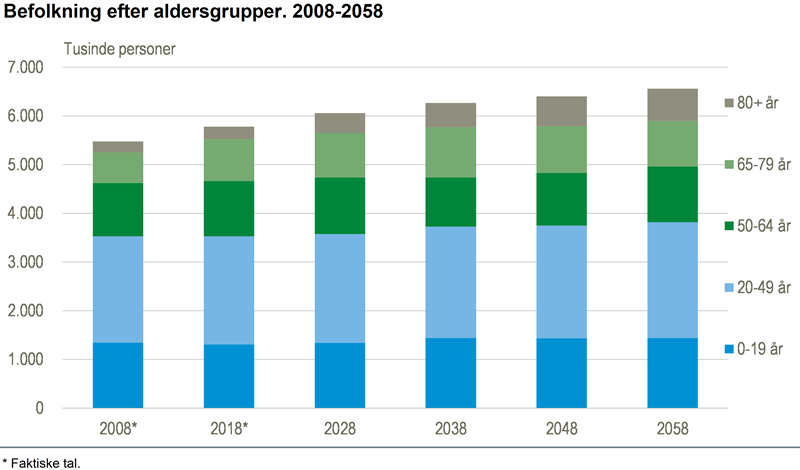 Befolkning efter aldersgrupper. 2008-2058
Tusinde personer
7.000
6.000
5.000
4.000
3.000
2.000
1.000
0
80+ år
65-79 år
50-64 år
20-49 år
0-19 år
2008* 2018* 2028 2038 2048 2058
* Faktiske tal.